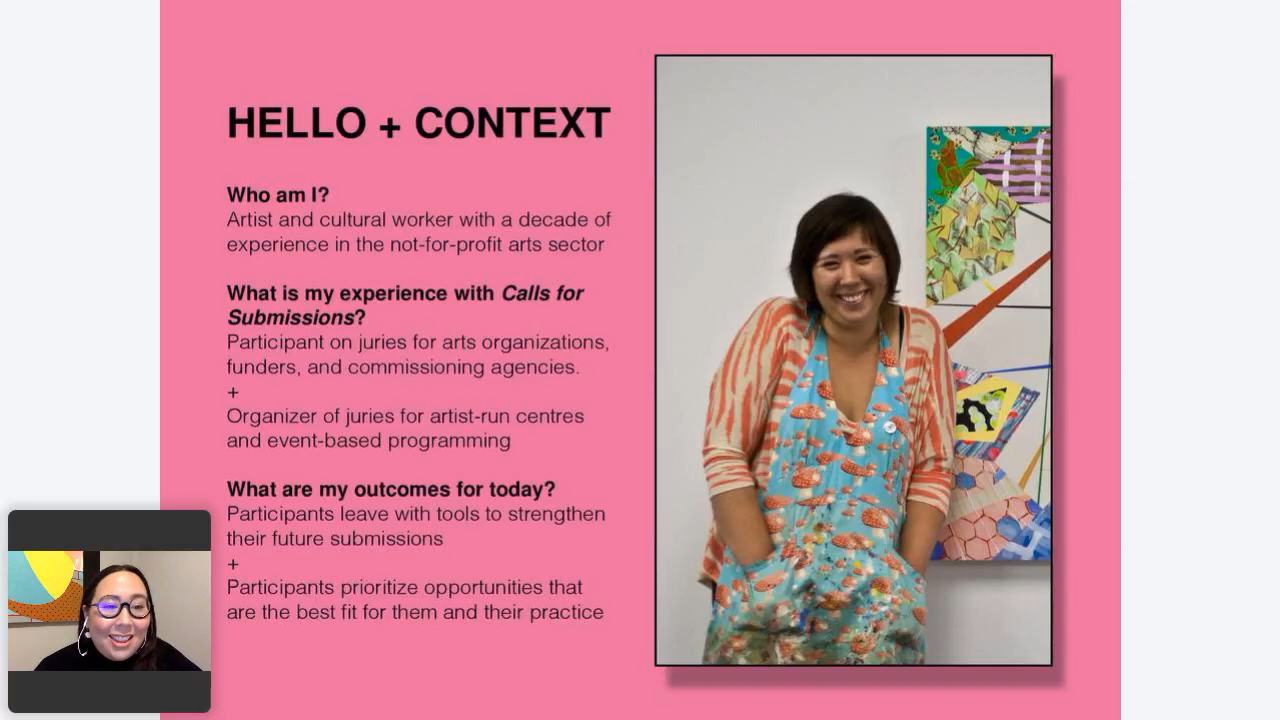 HELLO + CONTEXT
Who am I?
Artist and cultural worker with a decade of
experience in the not-for-profit arts sector
What is my experience with Calls for
Submissions?
Participant on juries for arts organizations,
funders, and commissioning agencies.
+
Organizer of juries for artist-run centres
and event-based programming
What are my outcomes for today?
Participants leave with tools to strengthen
their future submissions
+
Participants prioritize opportunities that
are the best fit for them and their practice